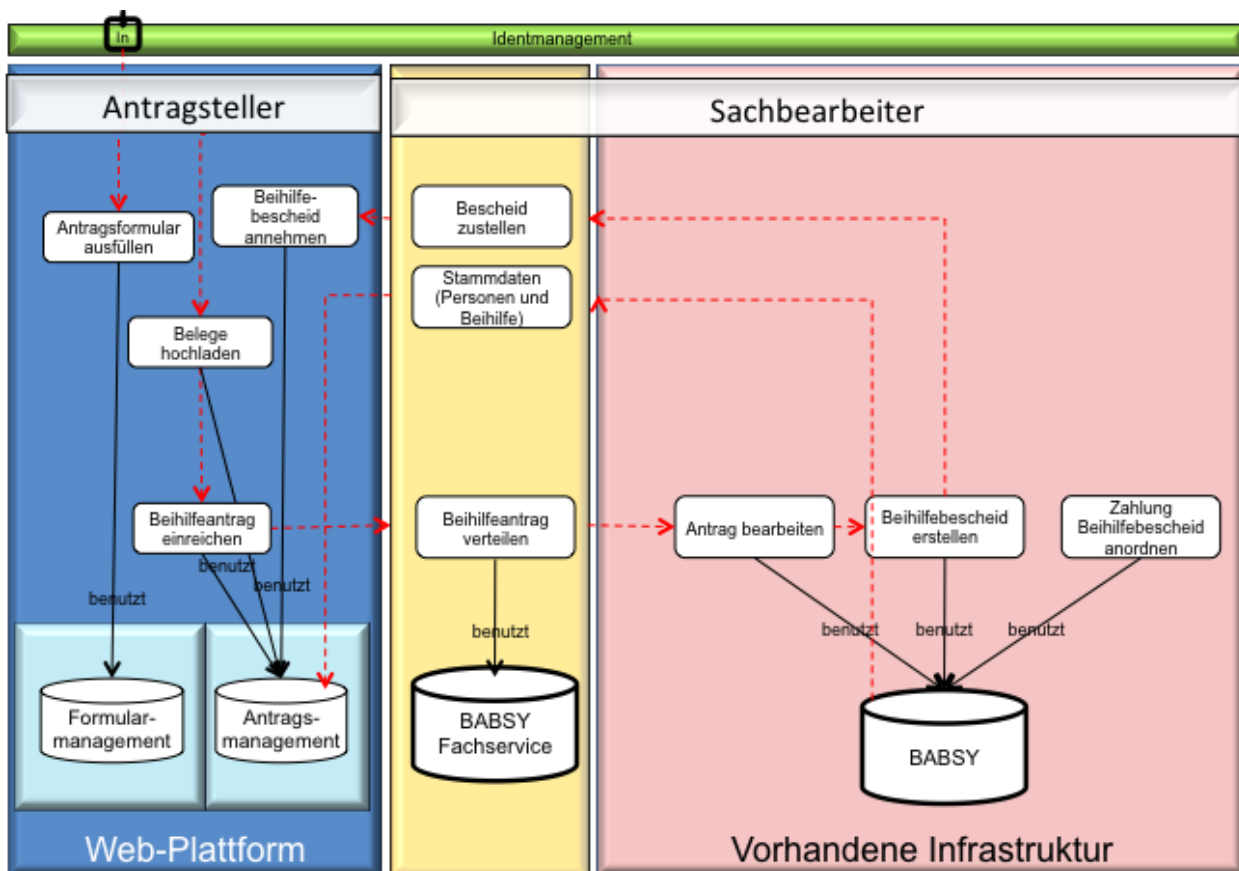 In
Identmanagement
Antragsteller
Sachbearbeiter
Antragsformular
ausfüllen
Beihilfe-
bescheid
annehmen
Bescheid
zustellen
Stammdaten
(Personen und
Beihilfe)
Belege
hochladen
Beihilfeantrag
einreichen
Beihilfeantrag
verteilen
Antrag bearbeiten
Beihilfebescheid
erstellen
Zahlung
Beihilfebescheid
anordnen
benutzt
benutzt
benutzt
benutzt
benutzt
benutzt
benutzt
Formular-
management
Antrags-
management
BABSY
Fachservice
BABSY
Web-Plattform
Vorhandene Infrastruktur